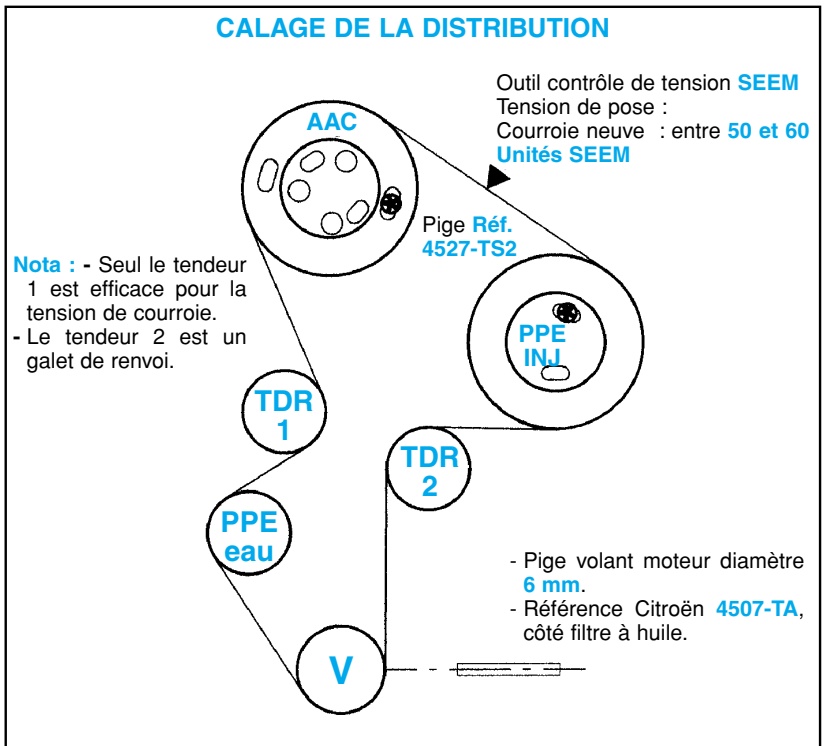 CALAGE DE LA DISTRIBUTION
Outil contrôle de tension SEEM
Tension de pose :
Courroie neuve : entre 50 et 60
Unités SEEM
AAC
Pige Réf.
4527-TS2
Nota : - Seul le tendeur
1 est efficace pour la
tension de courroie.
- Le tendeur 2 est un
galet de renvoi.
PPE
INJ
TDR
1
TDR
2
PPE
eau
- Pige volant moteur diamètre
6 mm.
- Référence Citroën 4507-TA,
côté filtre à huile.
V